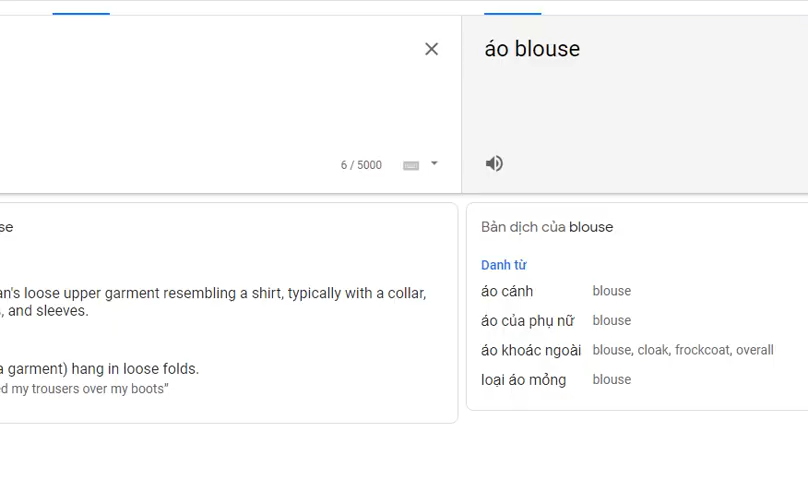 áo blouse
6 / 5000
se
an's loose upper garment resembling a shirt, typically with a collar,
, and sleeves.
a garment) hang in loose folds.
ed my trousers over my boots”
Bản dịch của blouse
Danh từ
áo cánh blouse
áo của phụ nữ blouse
áo khoác ngoài blouse, cloak, frockcoat, overall
loại áo mỏng blouse